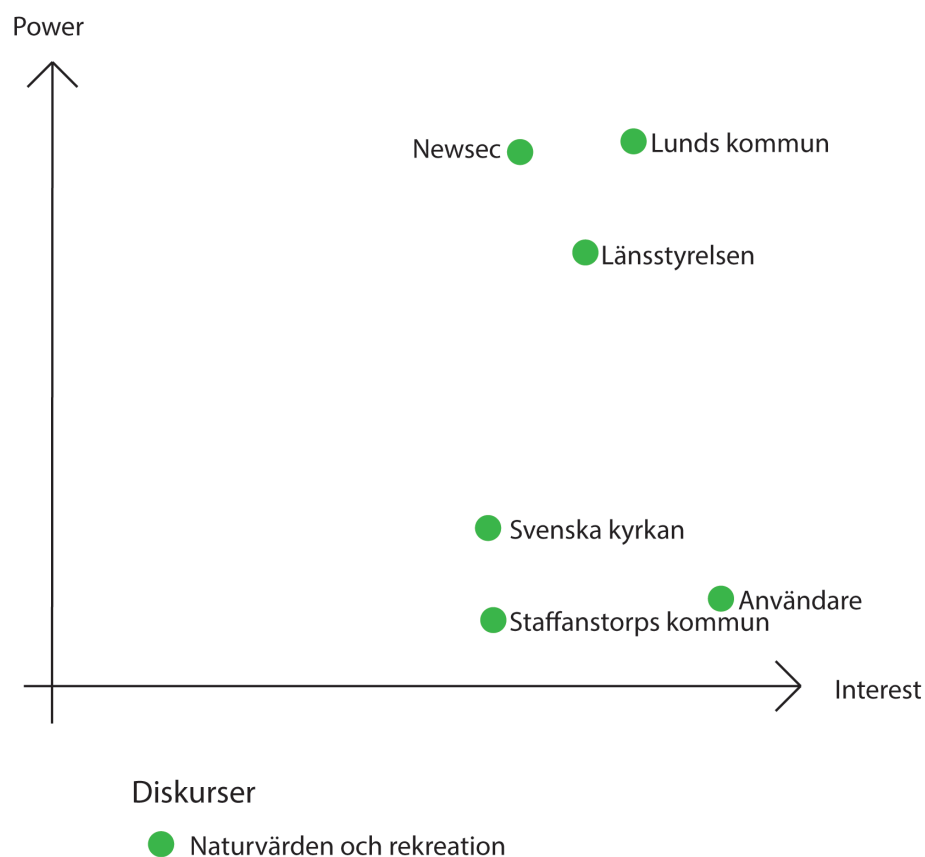 Power
Newsec
Lunds kommun
Länsstyrelsen
Svenska kyrkan
Användare
Staffanstorps kommun
Interest
Diskurser
Naturvärden och rekreation